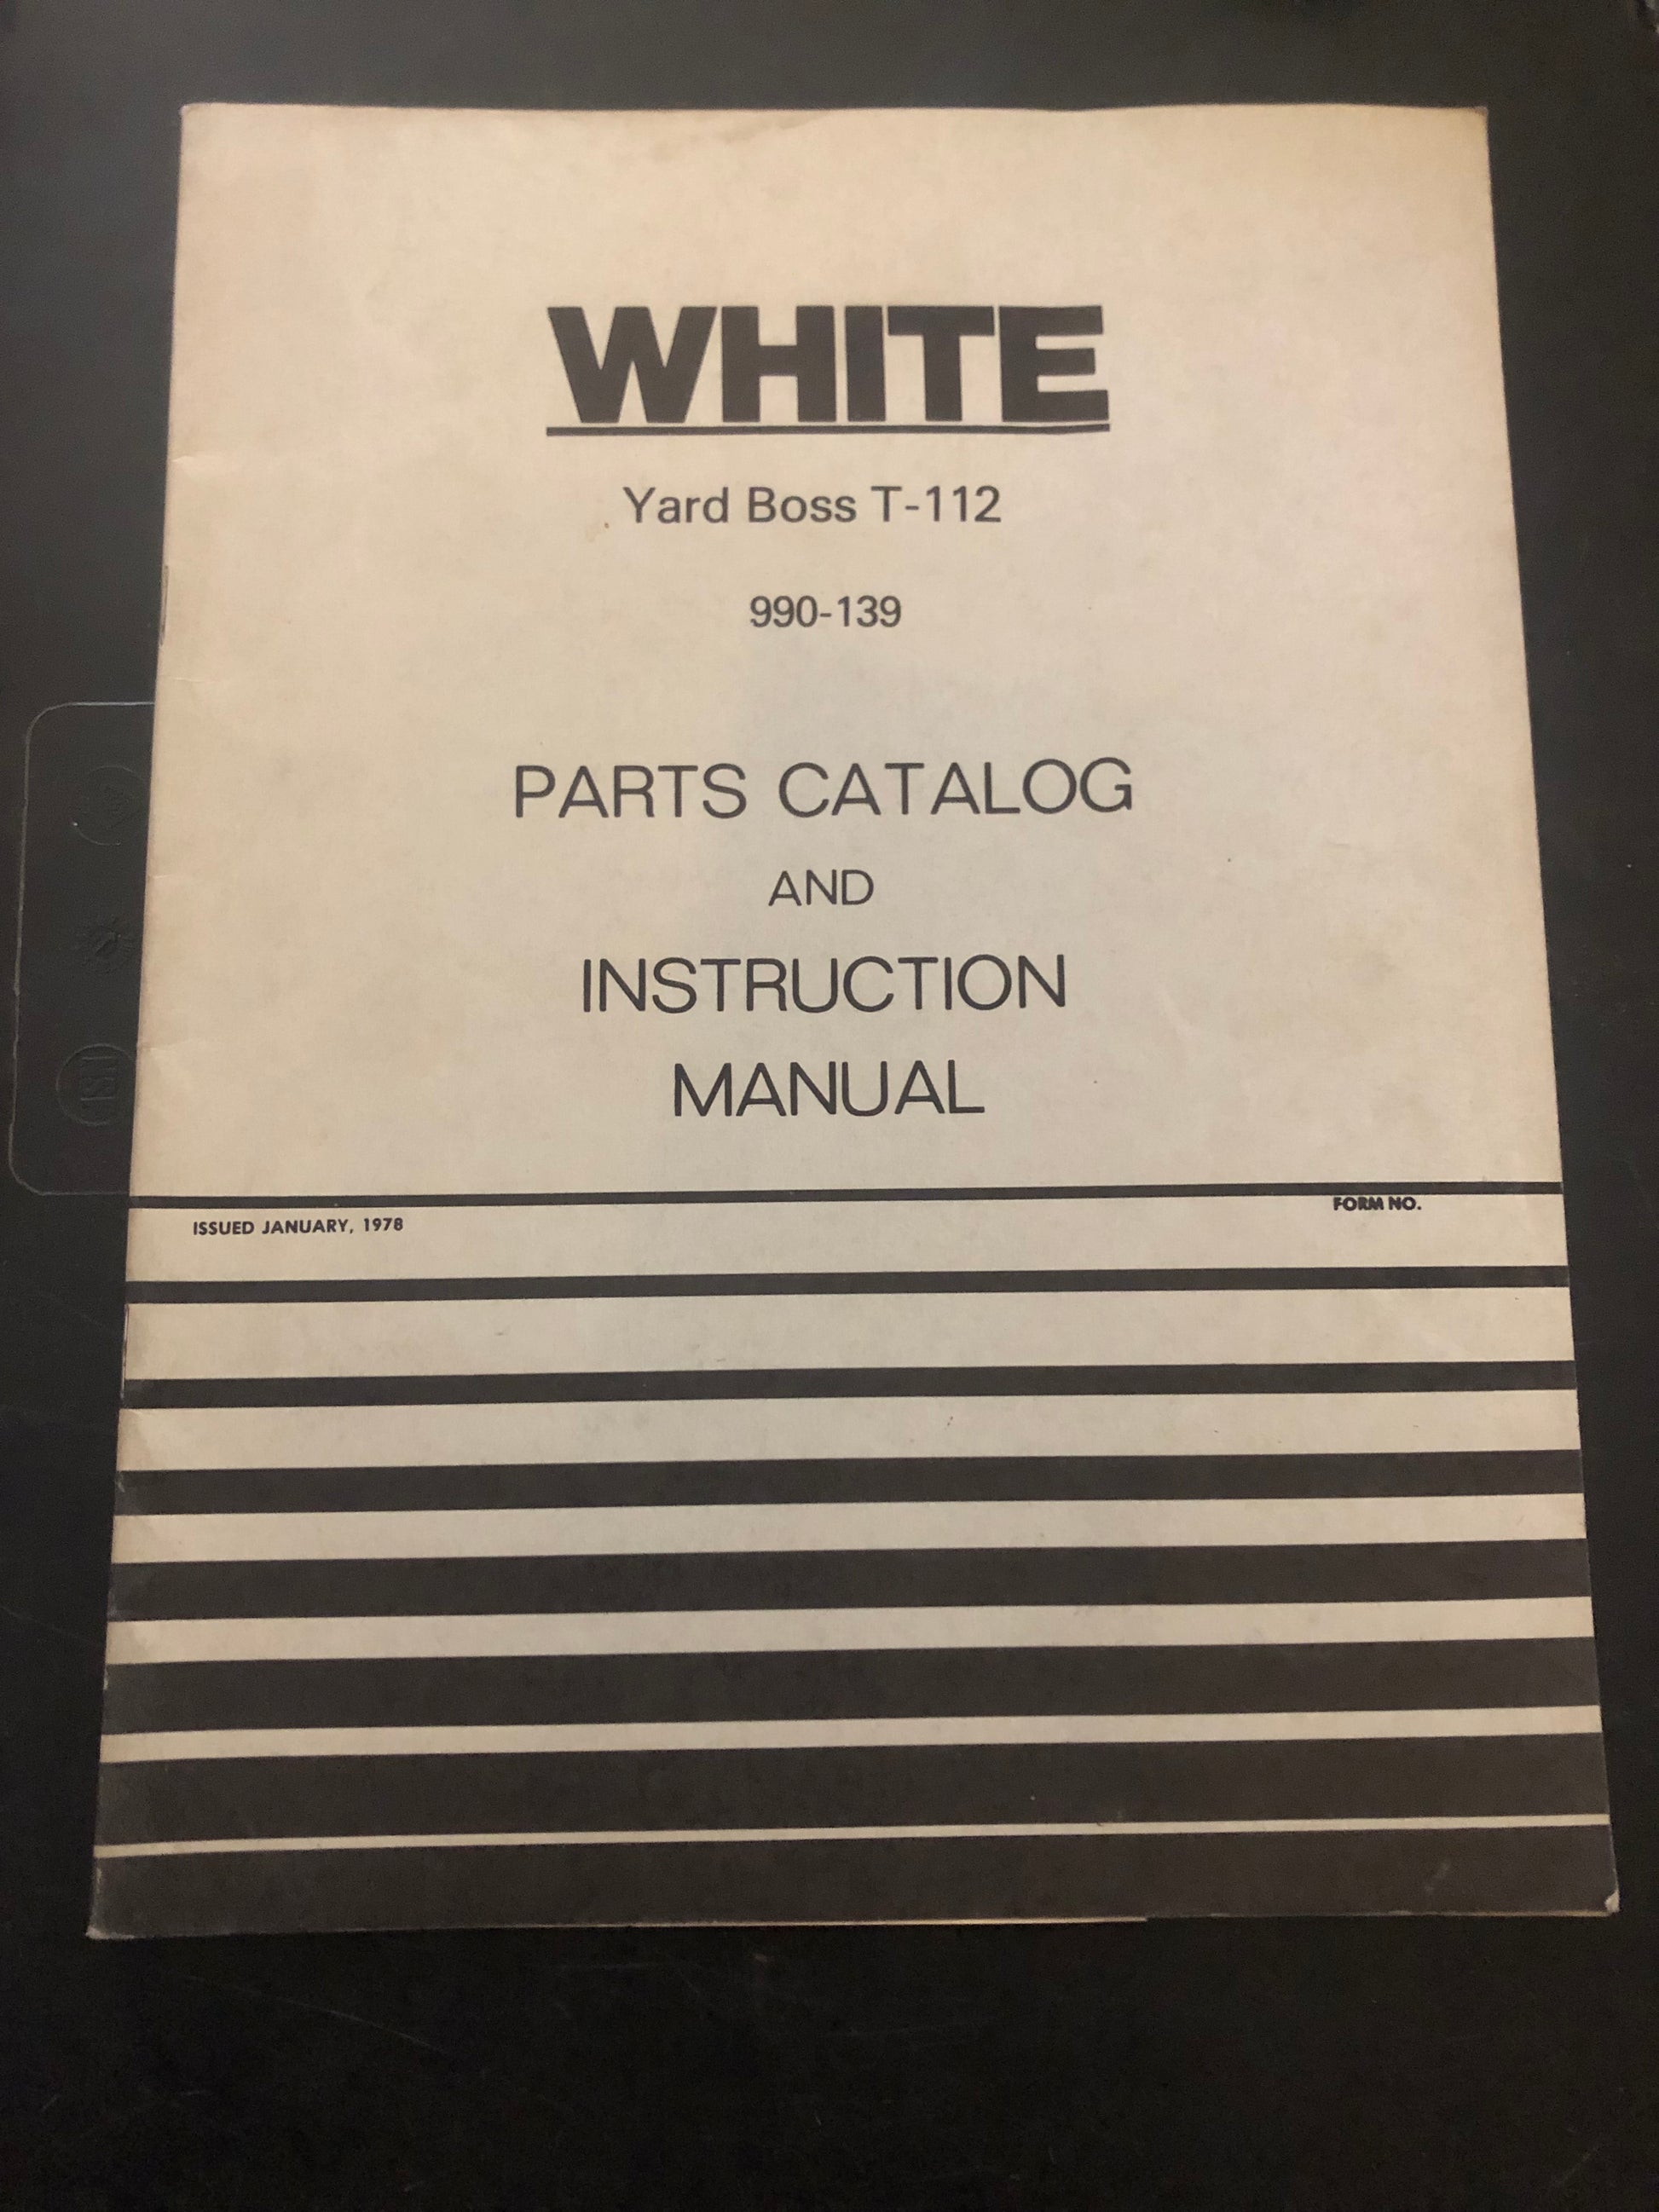 WHITE
Yard Boss T-112
990-139
PARTS CATALOG
AND
INSTRUCTION
MANUAL
FORM NO.
ISSUED JANUARY, 1978